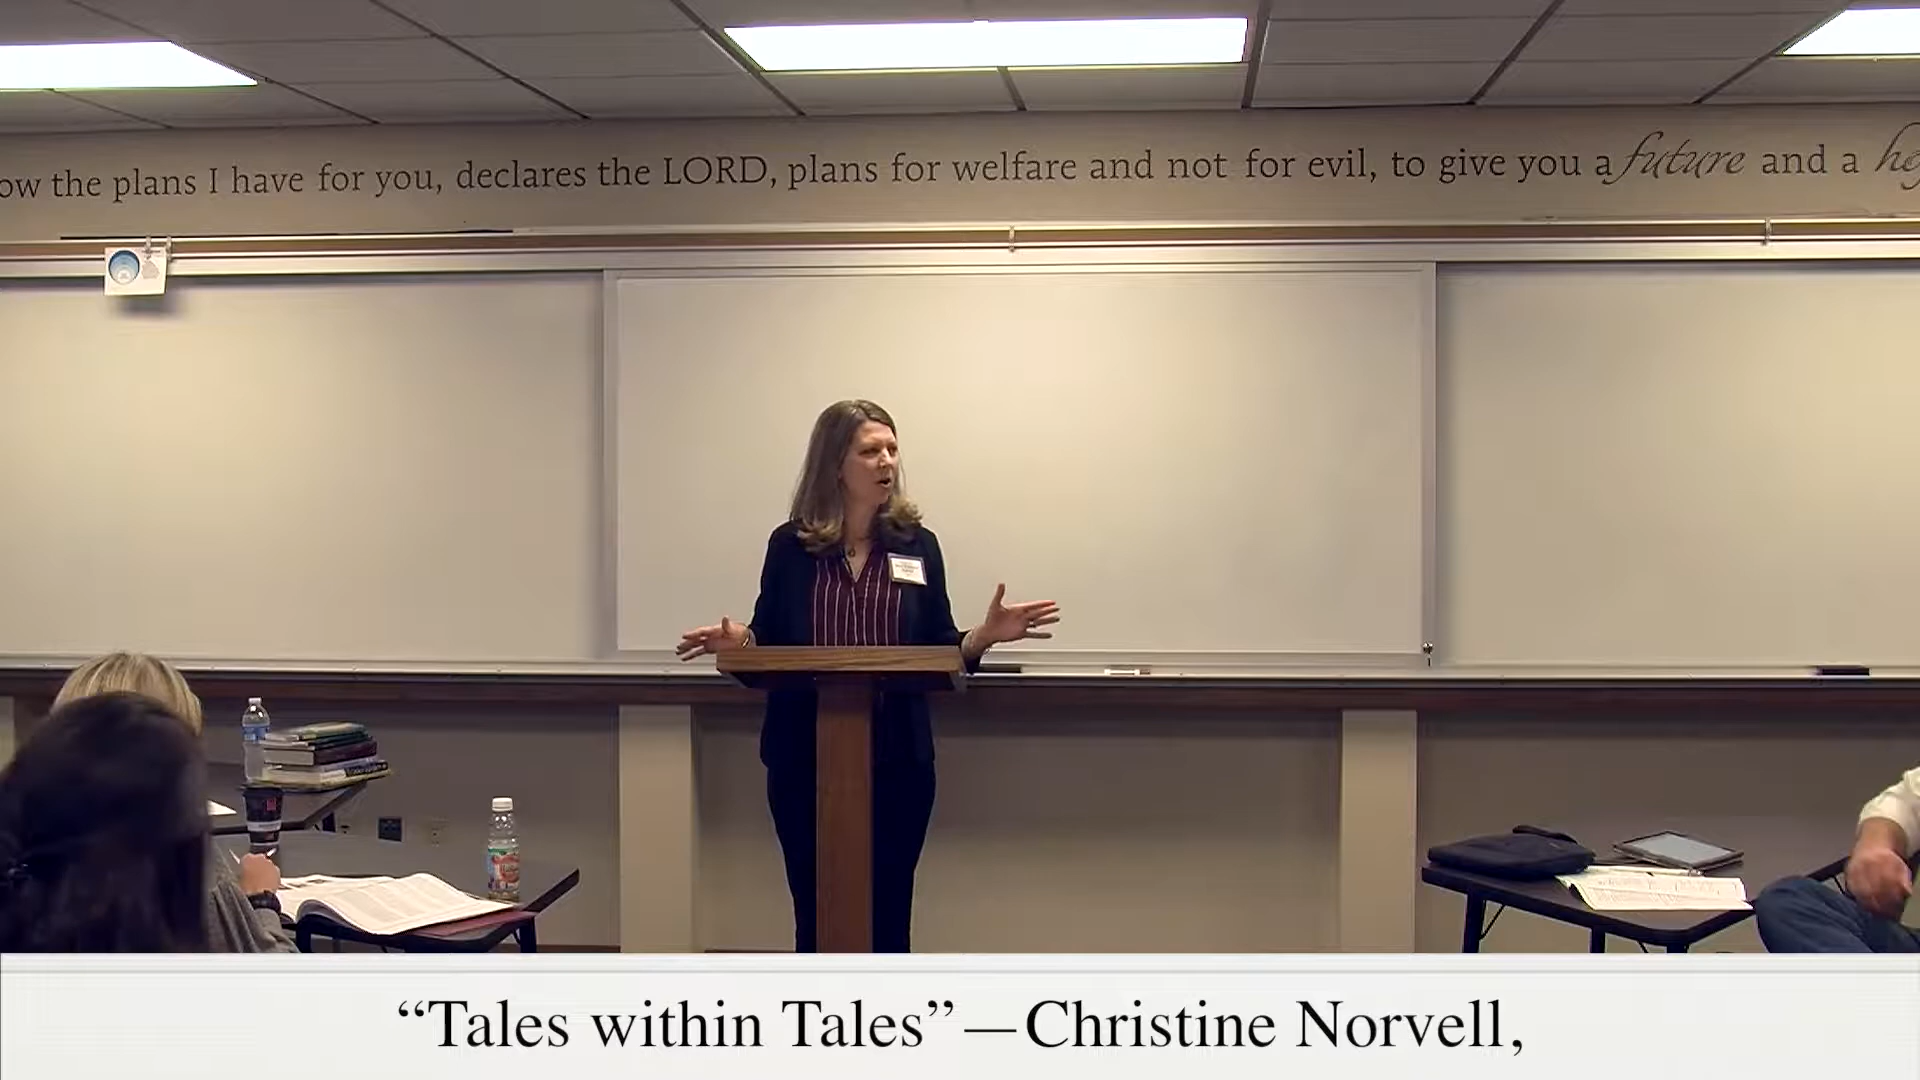 ow the plans I have for you, declares the LORD, plans for welfare and not for evil, to give you a future and a
“Tales within Tales”—Christine Norvell,